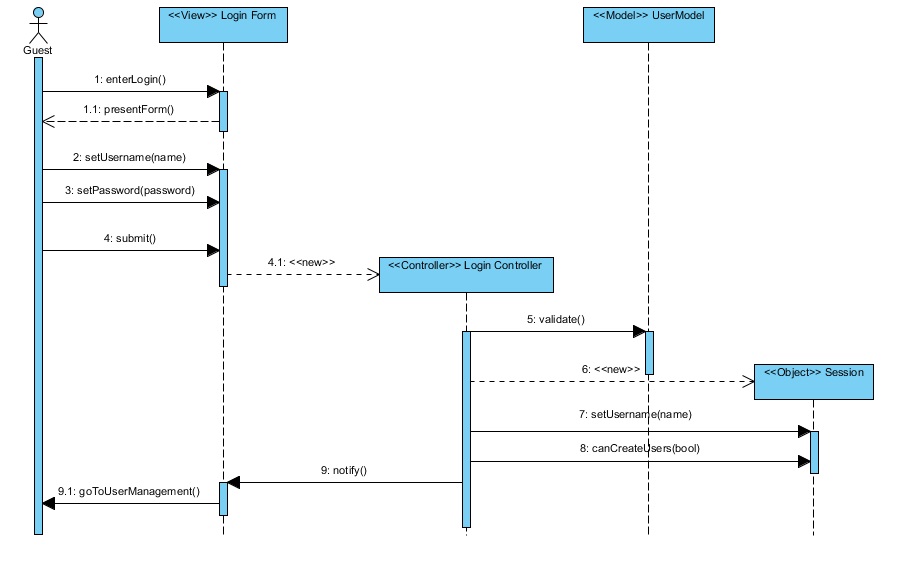 <<View>> Login Form
<<Model>> UserModel
Guest
1: enterLogin()
1.1: presentForm()
2: setUsername(name)
3: setPassword(password)
4: submit()
4.1: <<new>>
<<Controller>> Login Controller
5: validate()
6: <<new>>
<<Object>> Session
7: setUsername(name)
8: canCreateUsers(bool)
9: notify()
9.1: goToUserManagement()